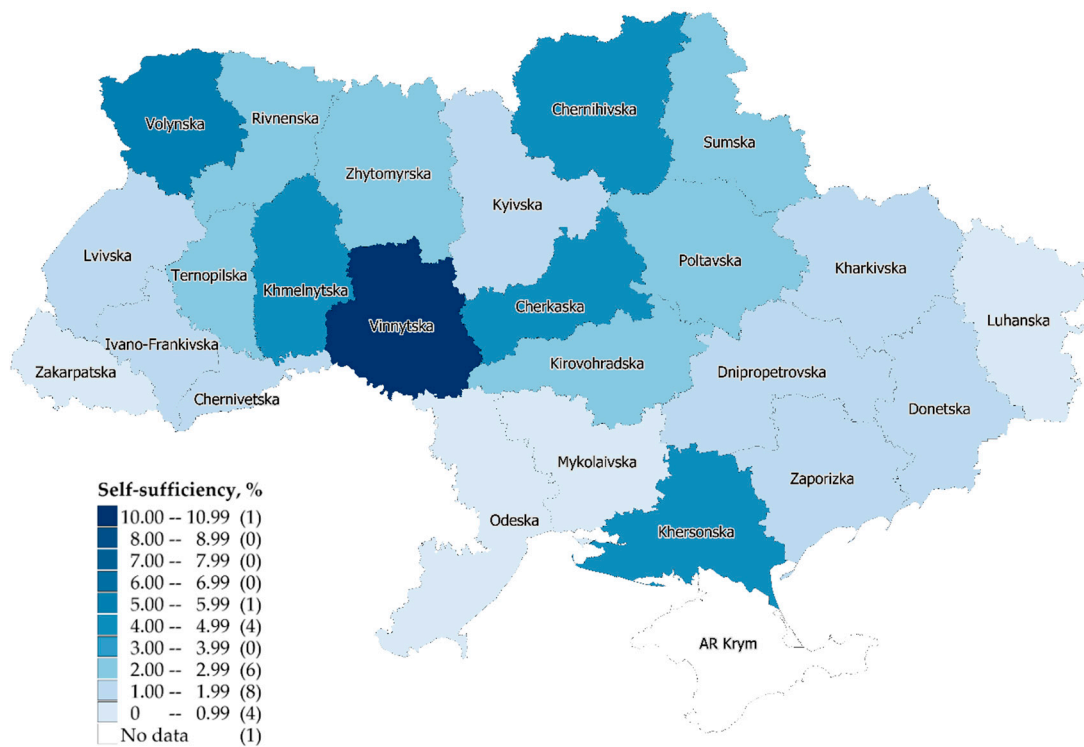 Chernihivska
Volynska
Rivnenska
Sumska
Zhytomyrska
Kyivska
Lvivska
Ternopilska
Khmelnytska
Poltavska
Kharkivska
Cherkaska
Vinnytska
Luhanska
Ivano-Frankivska
Kirovohradska
Zakarpatska
Dnipropetrovska
Chernivetska
Donetska
Mykolaivska
Zaporizka
Odeska
Khersonska
AR Krym
Self-sufficiency, %
10.00 -- 10.99 (1)
8.00 -- 8.99 (0)
7.00 -- 7.99 (0)
6.00 -- 6.99 (0)
5.00 -- 5.99 (1)
4.00 -- 4.99 (4)
3.00 -- 3.99 (0)
2.00 -- 2.99 (6)
1.00 -- 1.99 (8)
0 -- 0.99 (4)
No data (1)